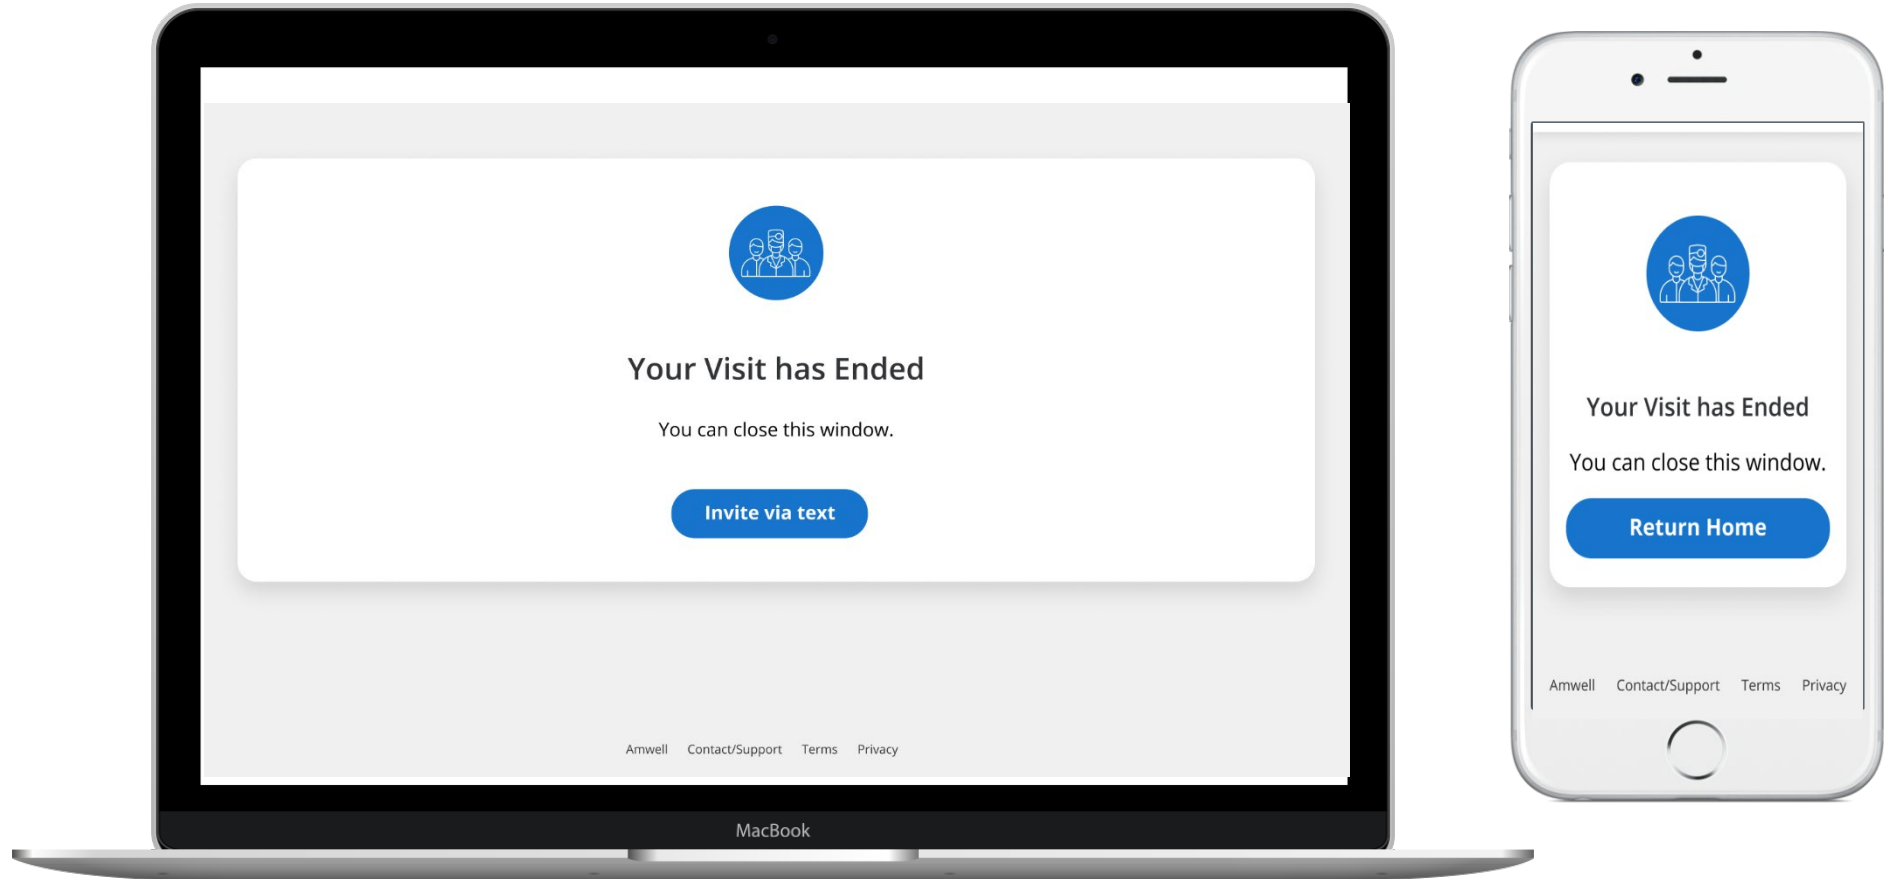 Your Visit has Ended
You can close this window.
Invite via text
Amwell Contact/Support Terms Privacy
MacBook
Your Visit has Ended
You can close this window.
Return Home
Amwell Contact/Support Terms Privacy